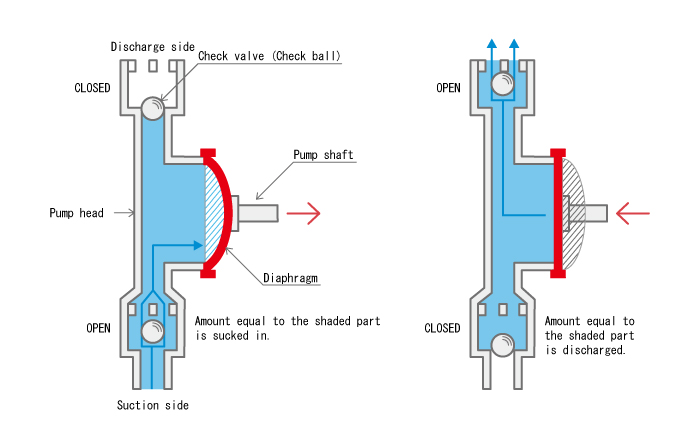 Discharge side
Check valve (Check ball)
CLOSED
Pump shaft
Pump head
Diaphragm
OPEN
Amount equal to the shaded part
is sucked in.
Suction side
OPEN
CLOSED
Amount equal to
the shaded part
is discharged.